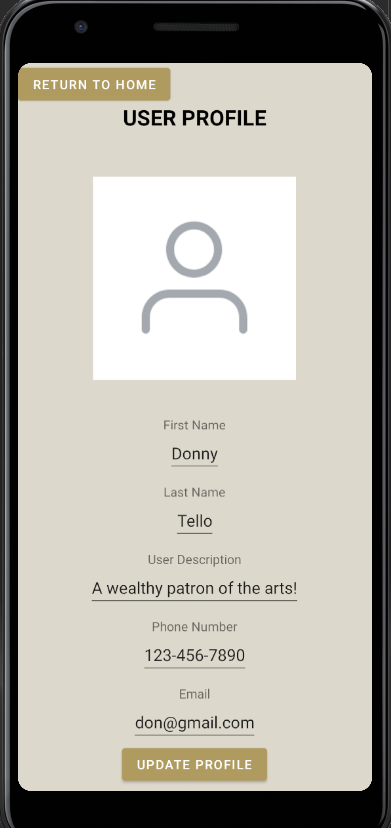 RETURN TO HOME
USER PROFILE
First Name
Donny
Last Name
Tello
User Description
A wealthy patron of the arts!
Phone Number
123-456-7890
Email
don@gmail.com
UPDATE PROFILE